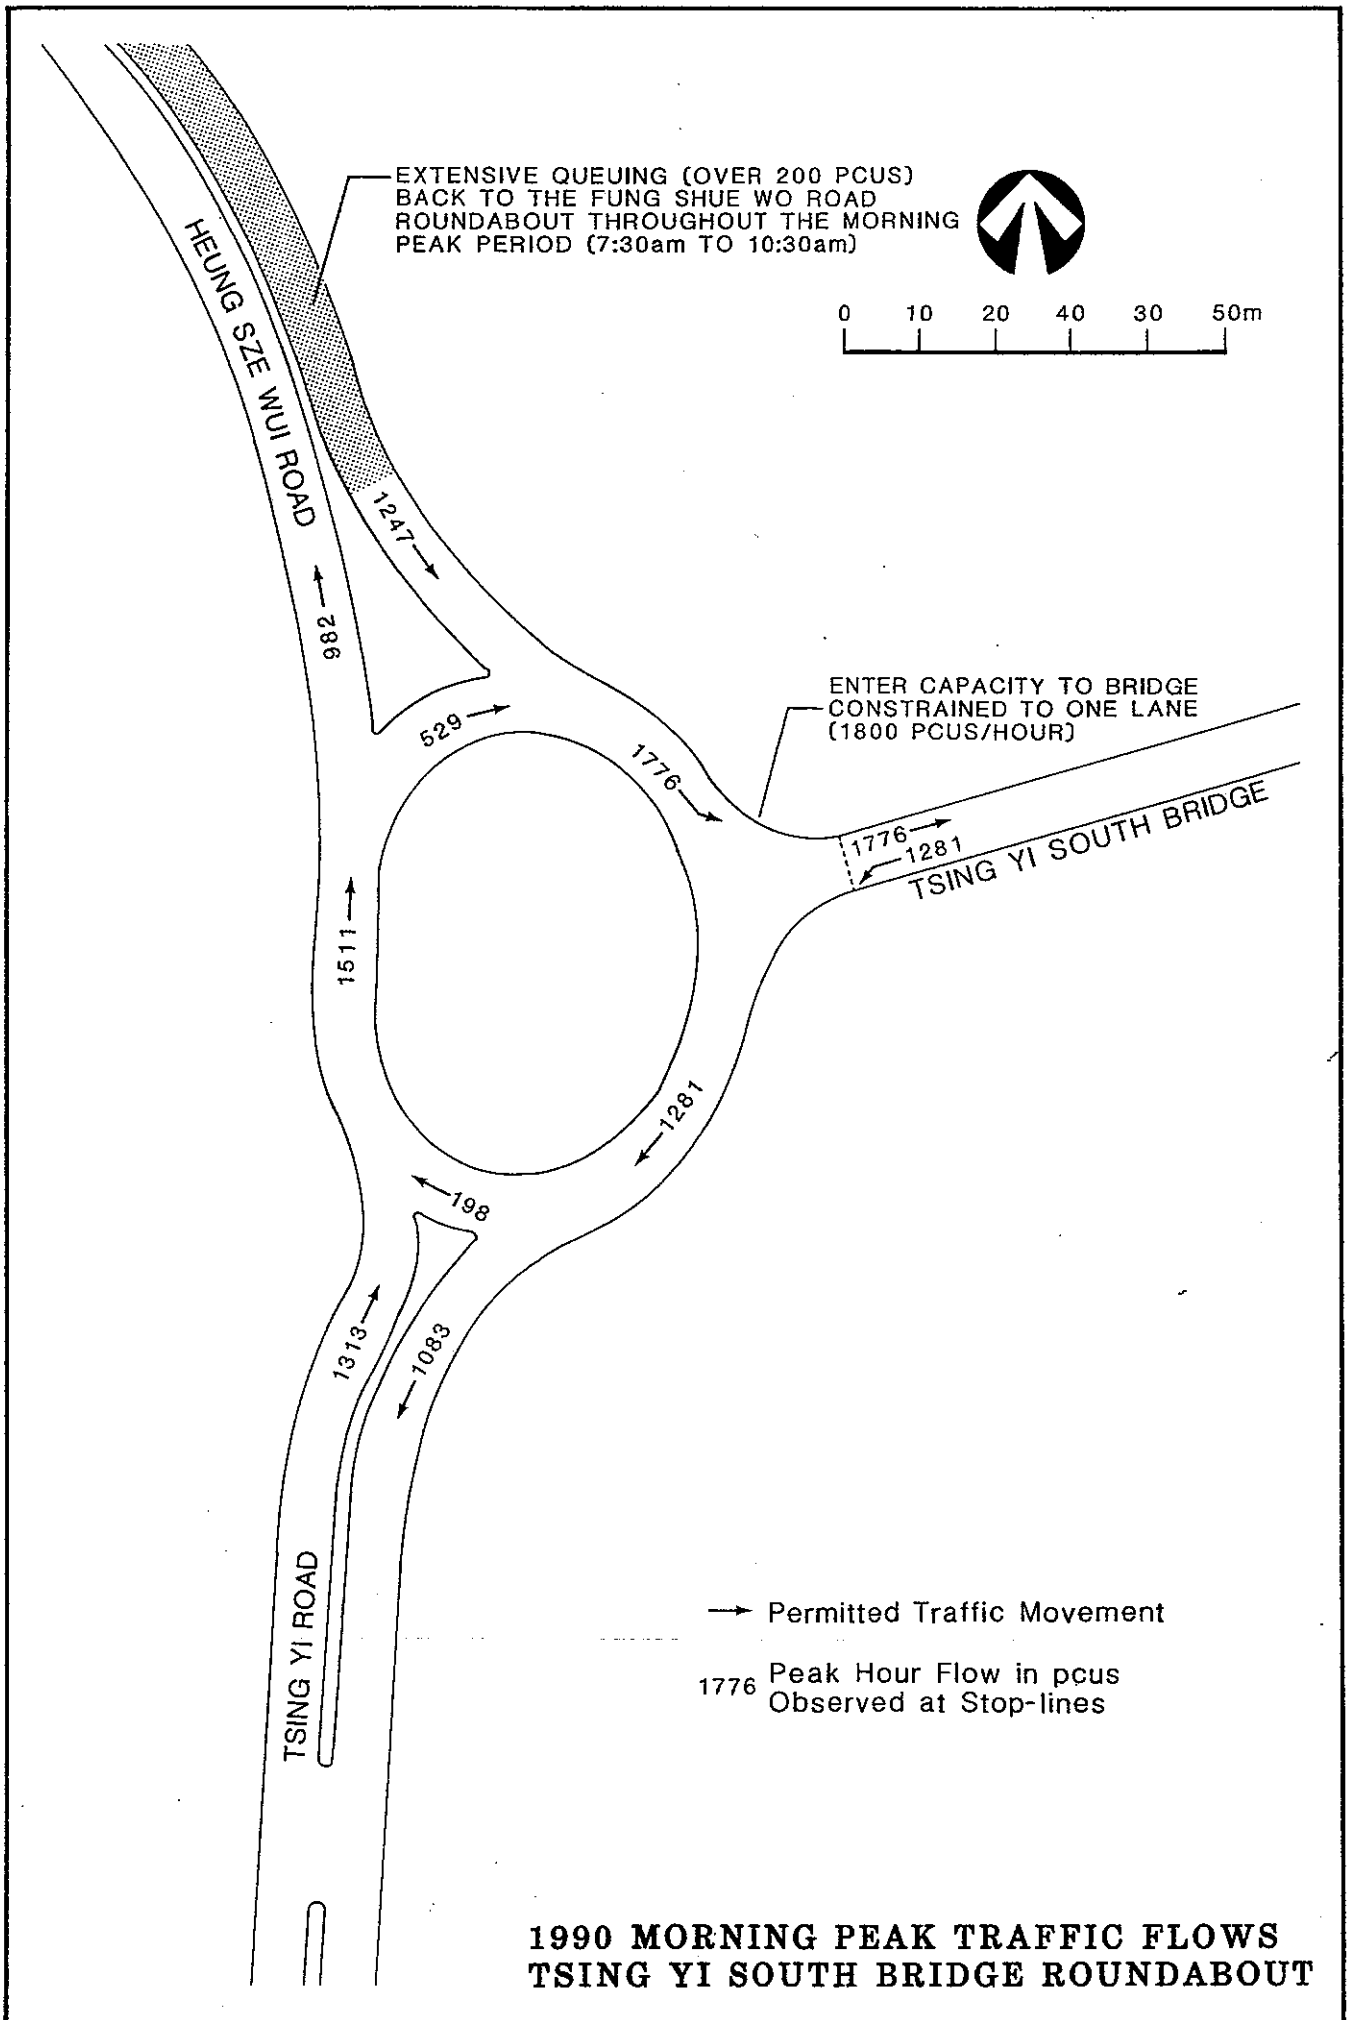 EXTENSIVE QUEUING (OVER 200 PCUS)
BACK TO THE FUNG SHUE WO ROAD
ROUNDABOUT THROUGHOUT THE MORNING
PEAK PERIOD (7:30am TO 10:30am)
0 10 20 40 30 50m
HEUNG SZE WUI ROAD
1247
982
529
ENTER CAPACITY TO BRIDGE
CONSTRAINED TO ONE LANE
(1800 PCUS/HOUR)
1776
1776
1281
TSING YI SOUTH BRIDGE
1511
1281
198
1313
1083
TSING YI ROAD
Permitted Traffic Movement
1776 Peak Hour Flow in pcus
Observed at Stop-lines
1990 MORNING PEAK TRAFFIC FLOWS
TSING YI SOUTH BRIDGE ROUNDABOUT